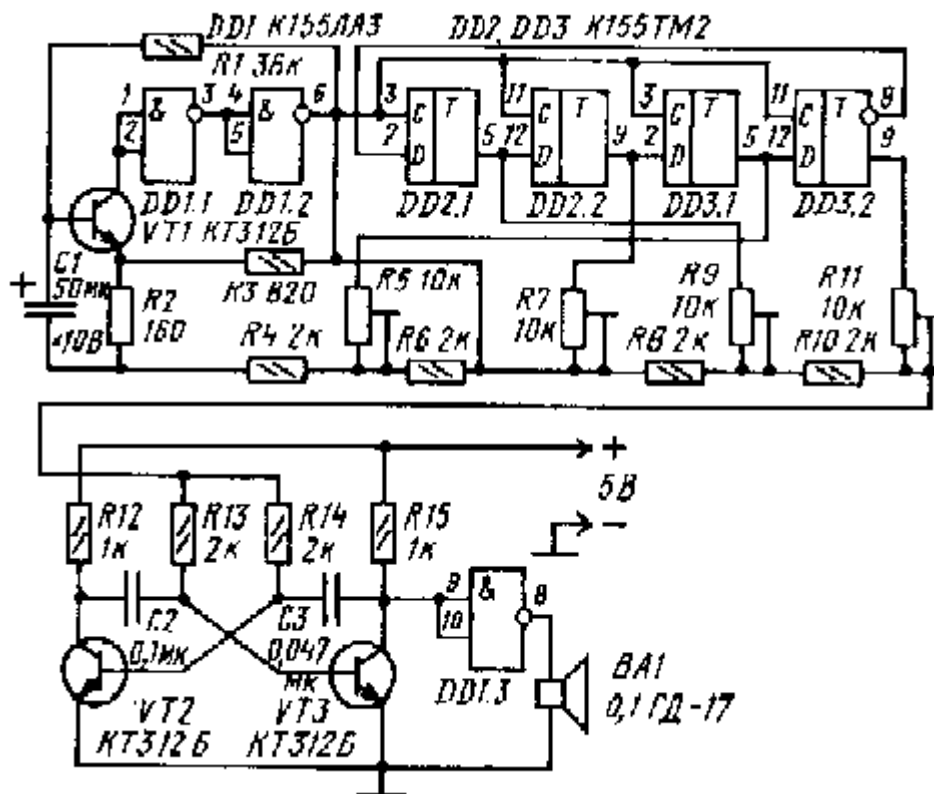 DD1 К155ЛА3
DD2, DD3 К155ТМ2
R1 36к
1
2
&
3
4
5
&
6
3
2
C
D
T
5
11
12
C
D
T
9
3
2
C
D
T
5
11
12
C
D
T
8
9
DD1.1
DD1.2
DD2.1
DD2.2
DD3.1
DD3.2
VT1 КТ312Б
+
C1
50мк
×10В
R2
160
R3 820
R4 2к
R5 10к
R6 2к
R7
10к
R8 2к
R9
10к
R10 2к
R11
10к
+
5В
−
R12
1к
R13
2к
R14
2к
R15
1к
C2
0,1мк
C3
0,047
мк
9
10
&
8
DD1.3
VT2
КТ312Б
VT3
КТ312Б
BA1
0,1ГД-17